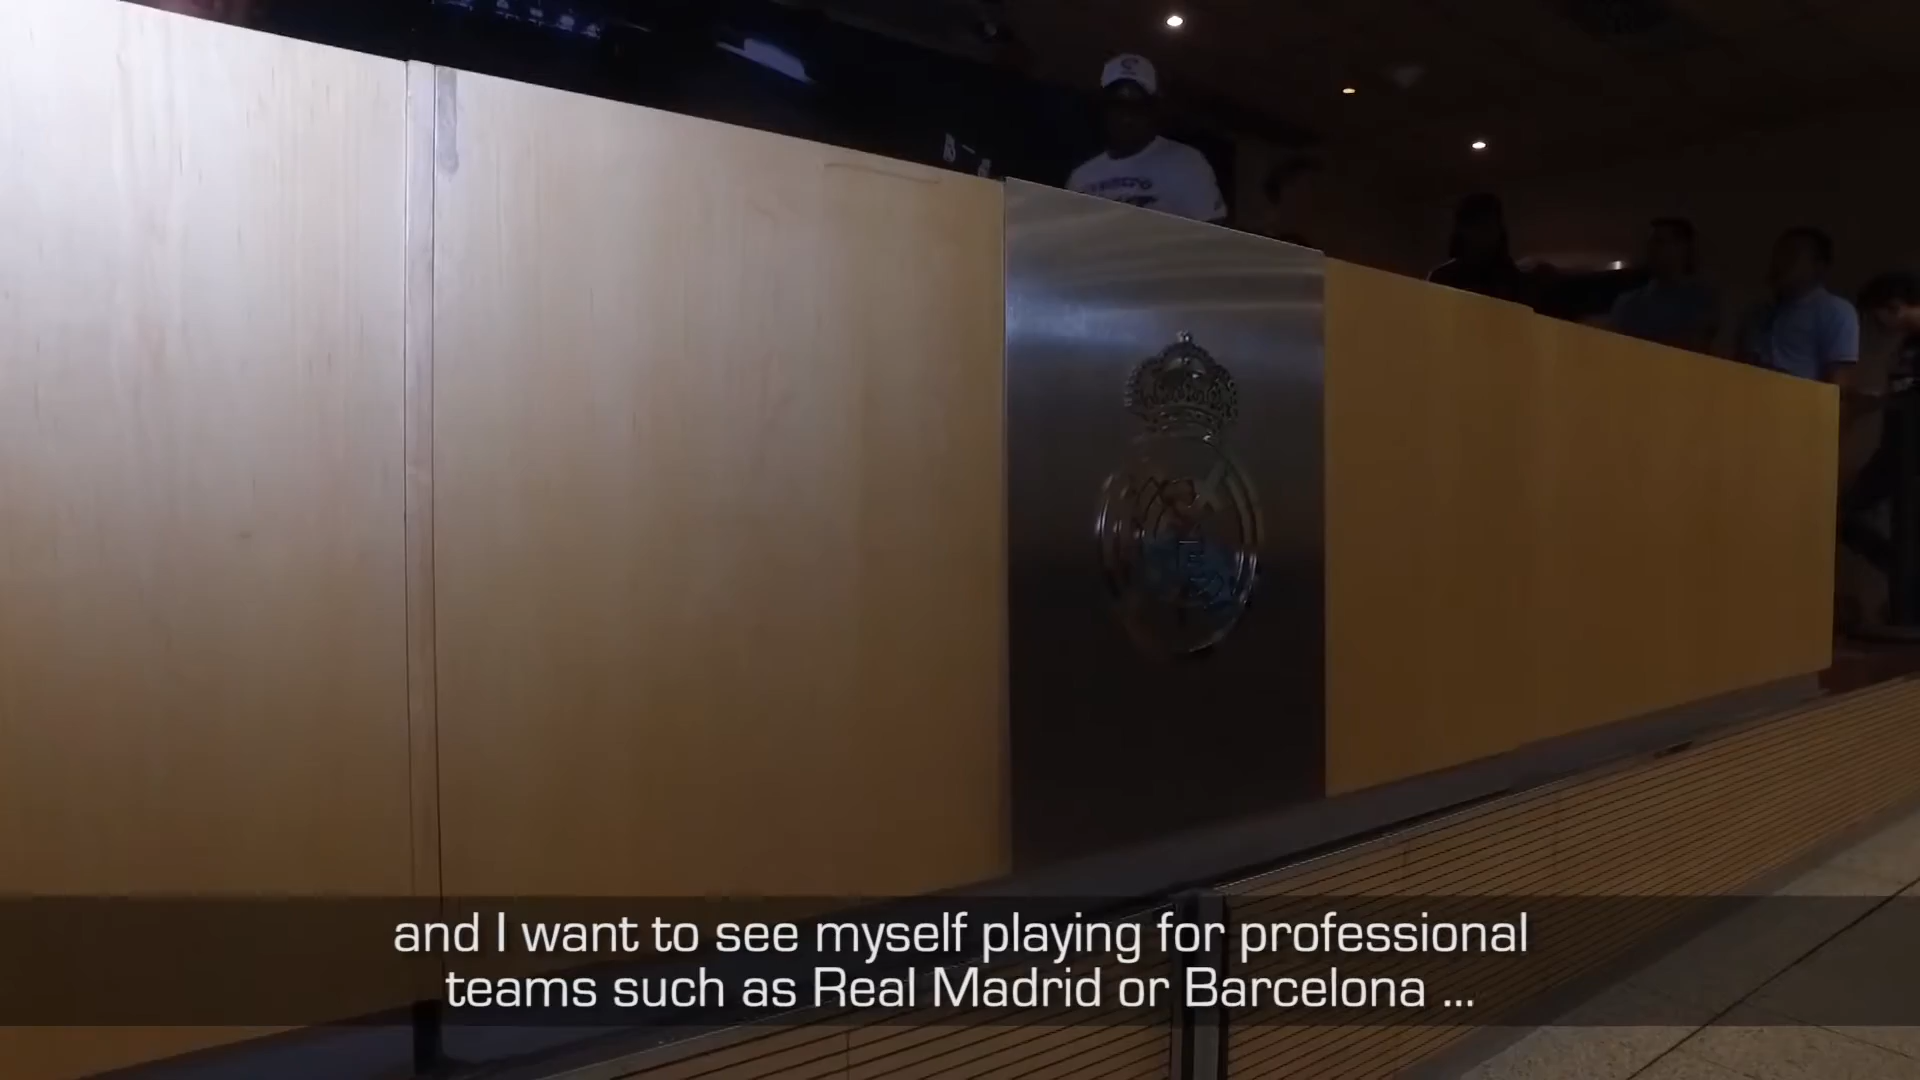 and I want to see myself playing for professional
teams such as Real Madrid or Barcelona ...